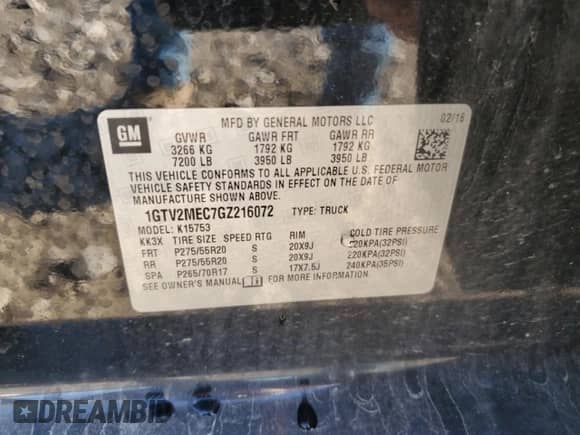 GM
MFD BY GENERAL MOTORS LLC 02/16
GVWR GAWR FRT GAWR RR
3266 KG 1792 KG 1792 KG
7200 LB 3950 LB 3950 LB
THIS VEHICLE CONFORMS TO ALL APPLICABLE U.S. FEDERAL MOTOR
VEHICLE SAFETY STANDARDS IN EFFECT ON THE DATE OF
MANUFACTURE SHOWN ABOVE.
1GTV2MEC7GZ216072 TYPE: TRUCK
MODEL: K15753
KK3X TIRE SIZE SPEED RTG RIM COLD TIRE PRESSURE
FRT P275/55R20 S 20X9J 220KPA(32PSI)
RR P275/55R20 S 20X9J 220KPA(32PSI)
SPA P265/70R17 S 17X7.5J 240KPA(35PSI)
SEE OWNER'S MANUAL FOR MORE INFORMATION
DREAMBID